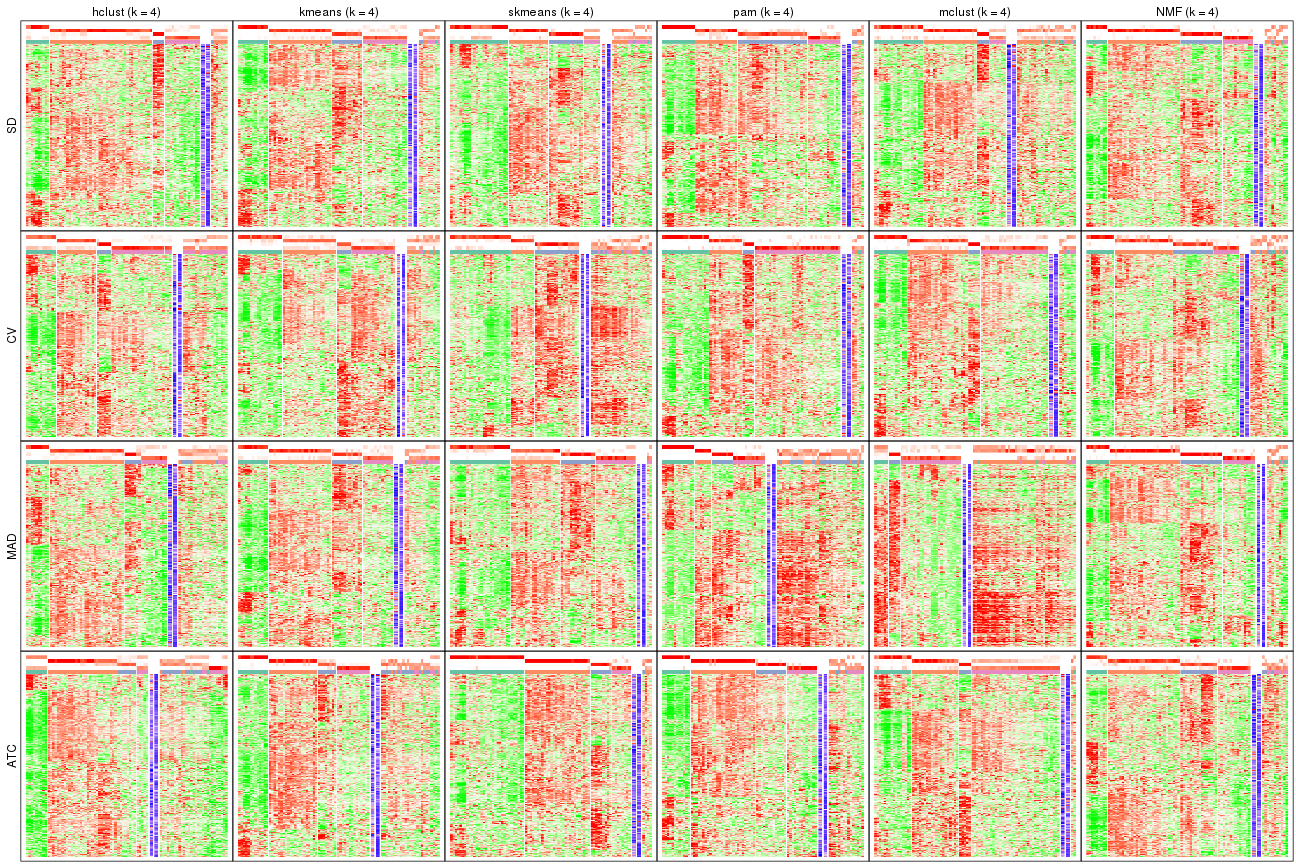 hclust (k = 4) kmeans (k = 4) skmeans (k = 4) pam (k = 4) mclust (k = 4) NMF (k = 4)
SD
CV
MAD
ATC